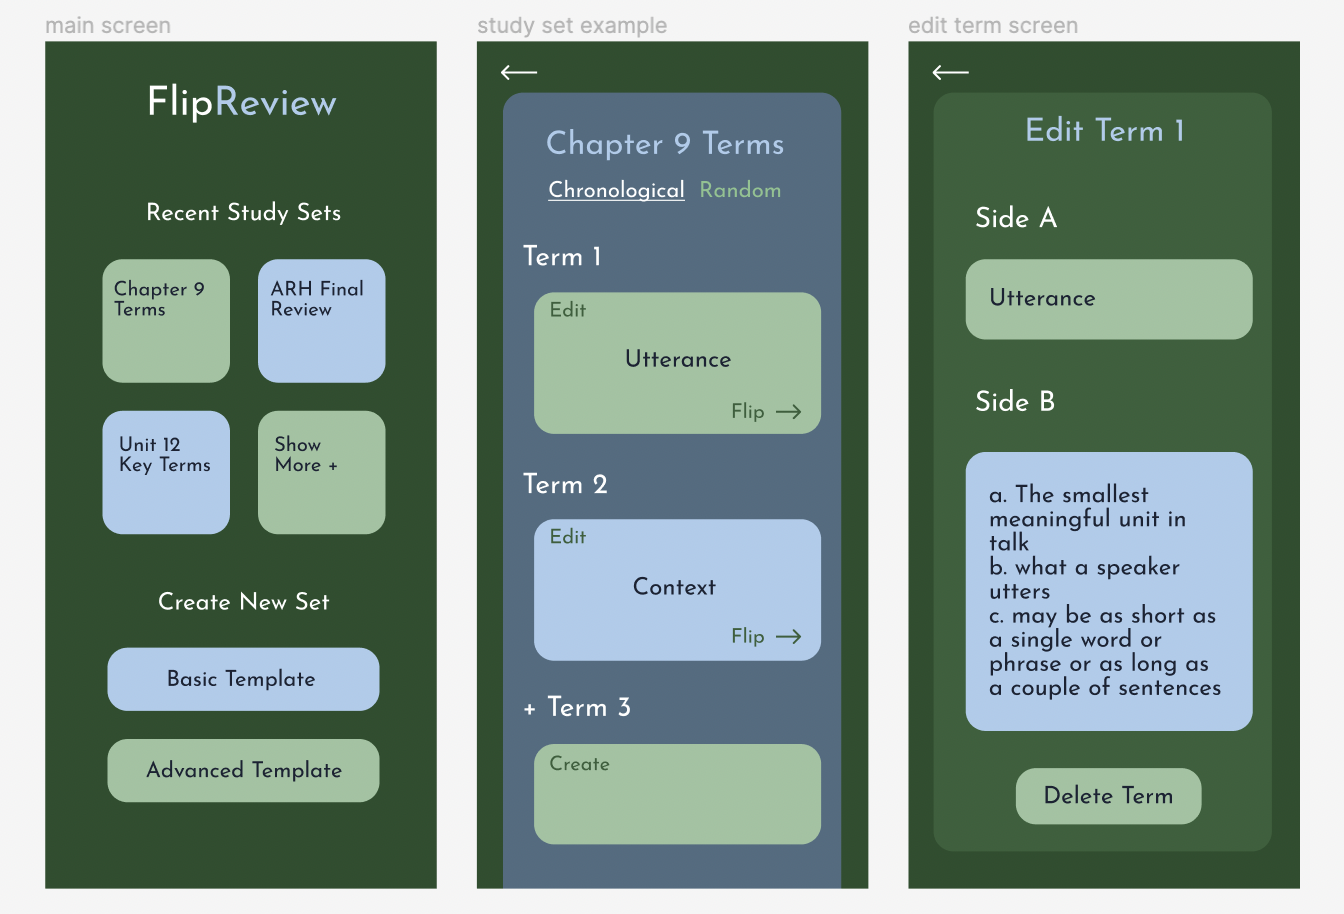 main screen
FlipReview
Recent Study Sets
Chapter 9
Terms
ARH Final
Review
Unit 12
Key Terms
Show
More +
Create New Set
Basic Template
Advanced Template
study set example
Chapter 9 Terms
Chronological Random
Term 1
Edit
Utterance
Flip →
Term 2
Edit
Context
Flip →
+ Term 3
Create
edit term screen
Edit Term 1
Side A
Utterance
Side B
a. The smallest
meaningful unit in
talk
b. what a speaker
utters
c. may be as short as
a single word or
phrase or as long as
a couple of sentences
Delete Term